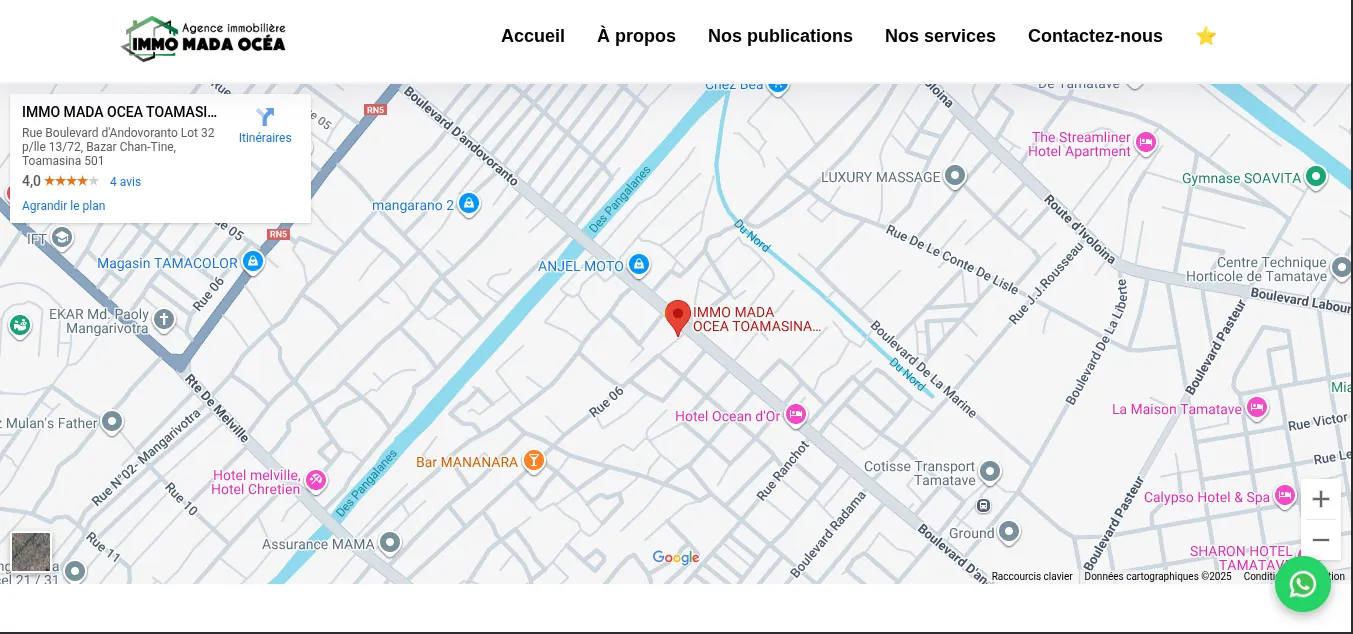 Agence immobilière
IMMO MADA OCÉA
Accueil
À propos
Nos publications
Nos services
Contactez-nous
IMMO MADA OCEA TOAMASI...
Rue Boulevard d'Andovoranto Lot 32
p/lle 13/72, Bazar Chan-Tine,
Toamasina 501
4,0
4 avis
Agrandir le plan
Itinéraires
RN5
Boulevard D'andovoranto
Chez Bea
De Tamatave
The Streamliner
Hotel Apartment
LUXURY MASSAGE
Gymnase SOAVITA
mangarano 2
Des Pangalanes
Du Nord
Route d'Ivoloina
RN5
IFT
Magasin TAMACOLOR
Rue 06
ANJEL MOTO
Rue De Le Conte De Lisle
Rue J.J.Rousseau
Centre Technique
Horticole de Tamatave
Boulevard Labour
EKAR Md. Paoly
Mangarivotra
IMMO MADA
OCEA TOAMASINA...
Boulevard De La Liberte
Boulevard Pasteur
Boulevard De La Marine
Du Nord
Rte De Melville
Rue 06
Hotel Ocean d'Or
La Maison Tamatave
Mulan's Father
Rue N°02- Mangarivotra
Rue Victor
Bar MANANARA
Hotel melville,
Hotel Chretien
Rue 10
Des Pangalanes
Rue Ranchot
Cotisse Transport
Tamatave
Calypso Hotel & Spa
Boulevard Radama
Boulevard Pasteur
Ground
Rue 11
Assurance MAMA
Google
SHARON HOTEL
TAMATAVE
Raccourcis clavier
Données cartographiques ©2025